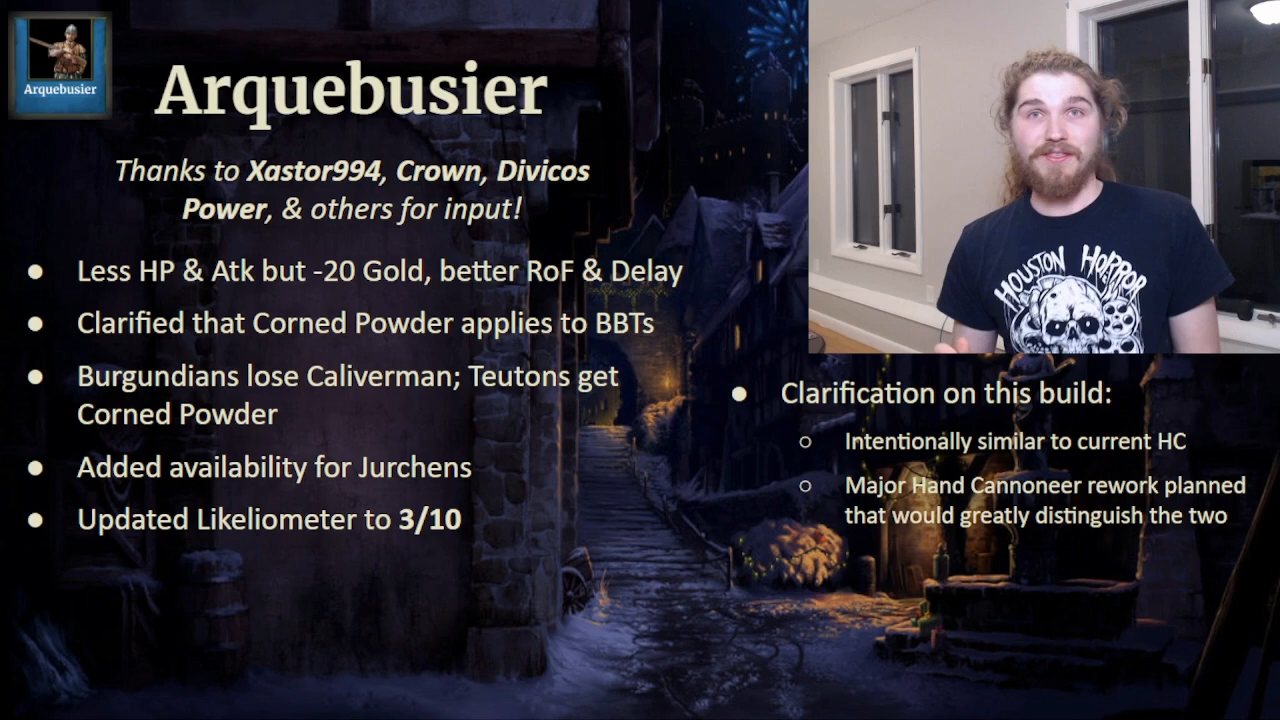 Arquebusier
Arquebusier
Thanks to Xastor994, Crown, Divicos
Power, & others for input!
● Less HP & Atk but -20 Gold, better RoF & Delay
● Clarified that Corned Powder applies to BBTs
● Burgundians lose Caliverman; Teutons get
Corned Powder
● Added availability for Jurchens
● Updated Likeliometer to 3/10
HOUSTON HORROR
● Clarification on this build:
○ Intentionally similar to current HC
○ Major Hand Cannoneer rework planned
that would greatly distinguish the two